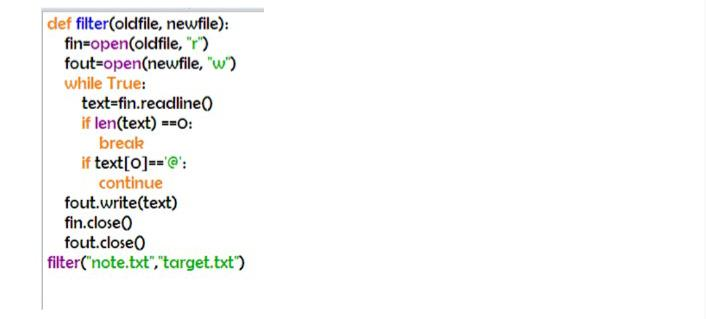 def filter(oldfile, newfile):
fin=open(oldfile, "r")
fout=open(newfile, "w")
while True:
text=fin.readline()
if len(text) ==0:
break
if text[0]=='@':
continue
fout.write(text)
fin.close()
fout.close()
filter("note.txt","target.txt")